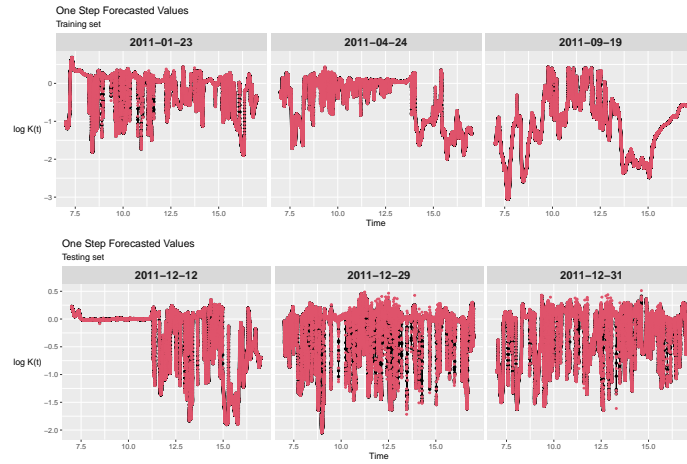 One Step Forecasted Values
Training set
2011−01−23 2011−04−24 2011−09−19
0
−1
−2
−3
log K(t)
7.5 10.0 12.5 15.0 7.5 10.0 12.5 15.0 7.5 10.0 12.5 15.0
Time
One Step Forecasted Values
Testing set
2011−12−12 2011−12−29 2011−12−31
0.5
0.0
−0.5
−1.0
−1.5
−2.0
log K(t)
7.5 10.0 12.5 15.0 7.5 10.0 12.5 15.0 7.5 10.0 12.5 15.0
Time